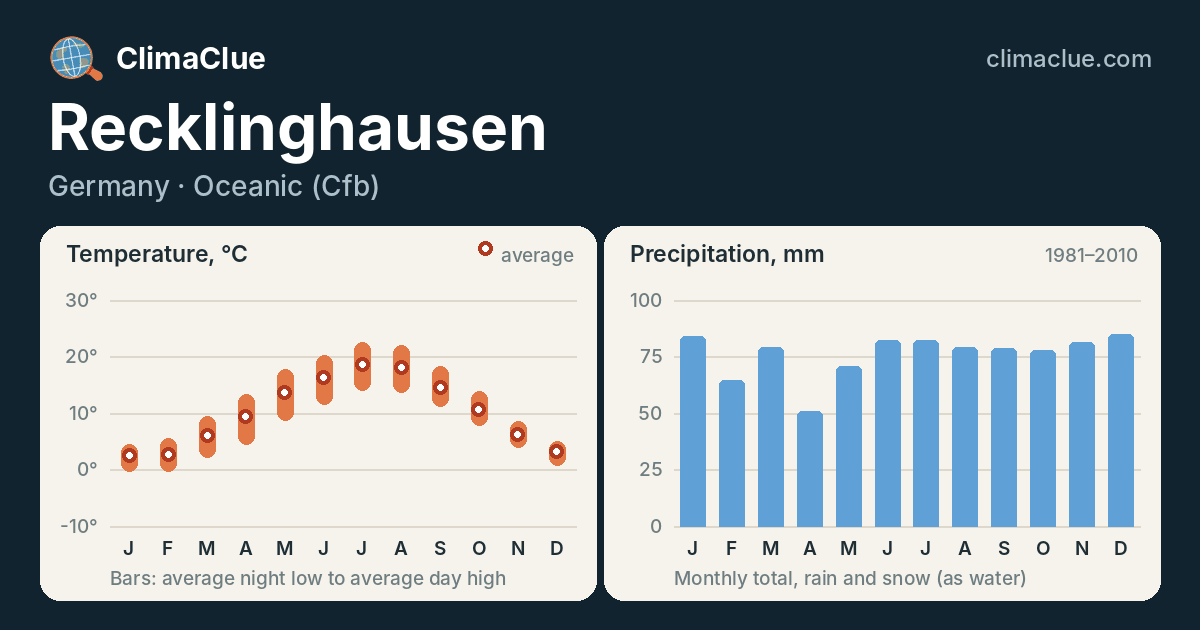 ClimaClue
climaclue.com
Recklinghausen
Germany · Oceanic (Cfb)
Temperature, °C
average
30°
20°
10°
0°
-10°
J F M A M J J A S O N D
Bars: average night low to average day high
Precipitation, mm
1981–2010
100
75
50
25
0
J F M A M J J A S O N D
Monthly total, rain and snow (as water)